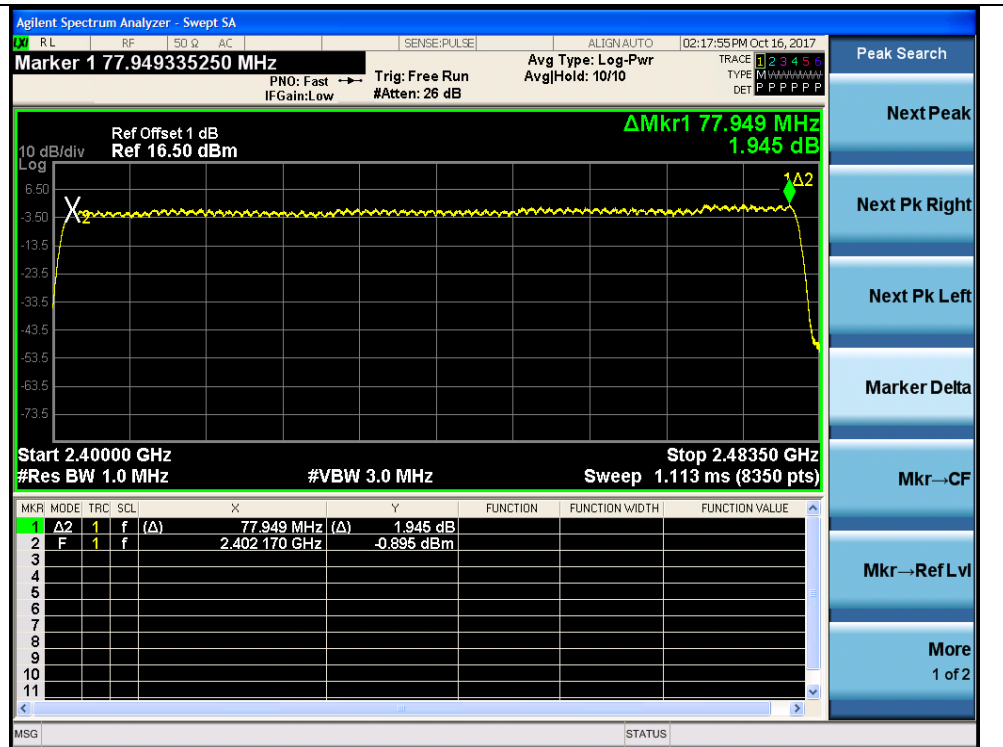 Agilent Spectrum Analyzer - Swept SA
LXI RL RF 50 Ω AC SENSE:PULSE ALIGN AUTO 02:17:55 PM Oct 16, 2017
Marker 1 77.949335250 MHz
PNO: Fast
IFGain:Low
Trig: Free Run
#Atten: 26 dB
Avg Type: Log-Pwr
Avg|Hold: 10/10
TRACE 1 2 3 4 5 6
TYPE M WWWWW
DET P P P P P P
Peak Search
Ref Offset 1 dB
10 dB/div Ref 16.50 dBm
Log
ΔMkr1 77.949 MHz
1.945 dB
6.50
-3.50
-13.5
-23.5
-33.5
-43.5
-53.5
-63.5
-73.5
X2
1Δ2
Start 2.40000 GHz Stop 2.48350 GHz
#Res BW 1.0 MHz #VBW 3.0 MHz Sweep 1.113 ms (8350 pts)
MKR MODE TRC SCL X Y FUNCTION FUNCTION WIDTH FUNCTION VALUE
1 Δ2 1 f (Δ) 77.949 MHz (Δ) 1.945 dB
2 F 1 f 2.402 170 GHz -0.895 dBm
3
4
5
6
7
8
9
10
11
MSG STATUS
Next Peak
Next Pk Right
Next Pk Left
Marker Delta
Mkr→CF
Mkr→Ref Lvl
More
1 of 2